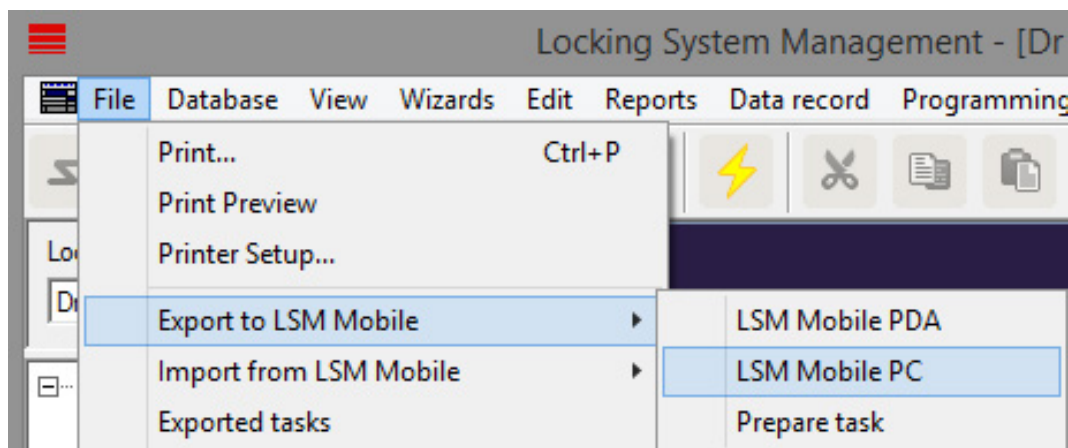 Locking System Management - [Dr
File Database View Wizards Edit Reports Data record Programming
Print... Ctrl+P
Print Preview
Printer Setup...
Export to LSM Mobile
Import from LSM Mobile
Exported tasks
LSM Mobile PDA
LSM Mobile PC
Prepare task